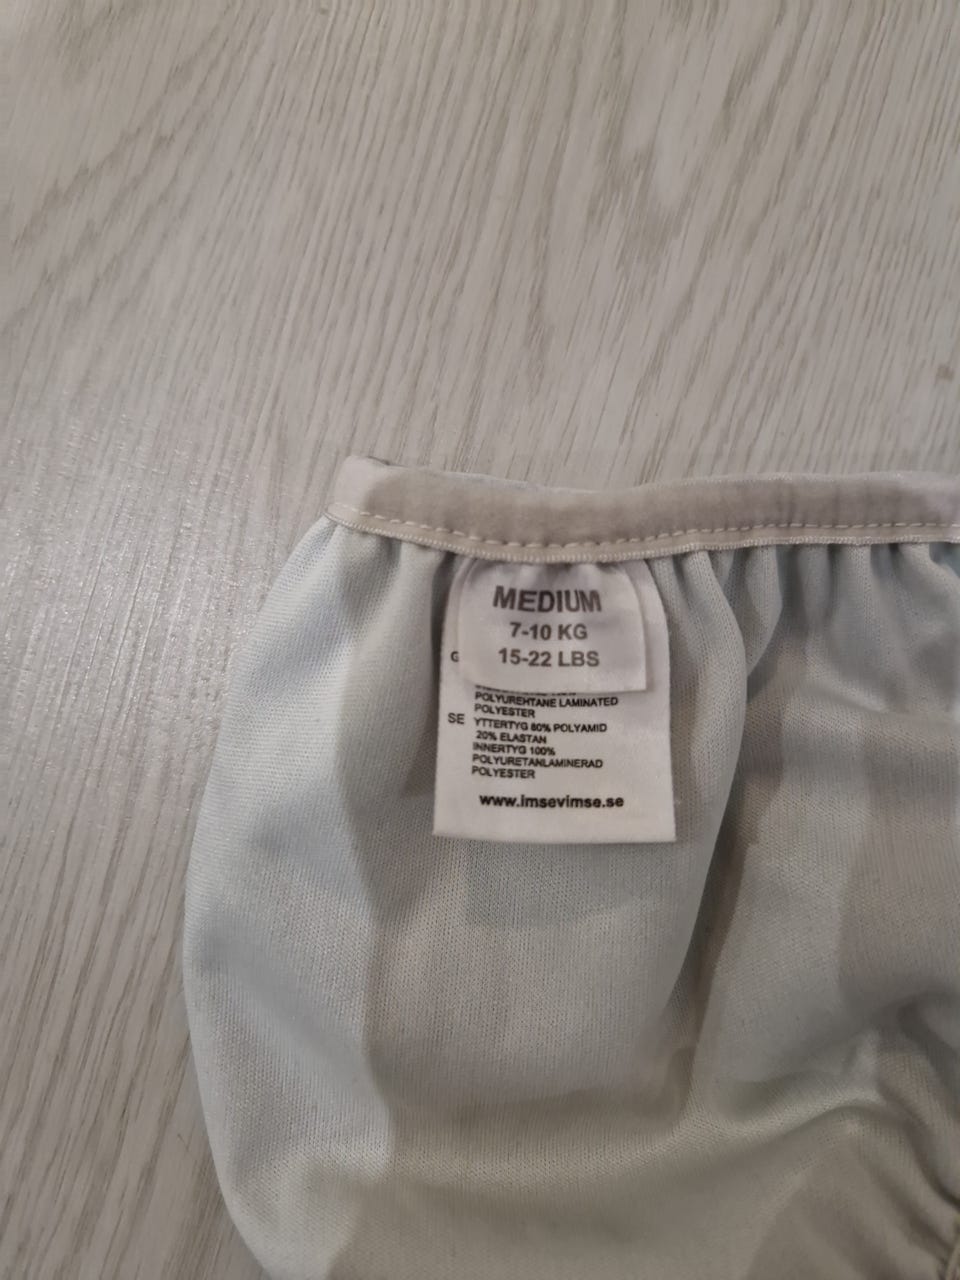 MEDIUM
7-10 KG
15-22 LBS
POLYUREHTANE LAMINATED
POLYESTER
SE YTTERTYG 80% POLYAMID
20% ELASTAN
INNERTYG 100%
POLYURETANLAMINERAD
POLYESTER
www.imsevimse.se